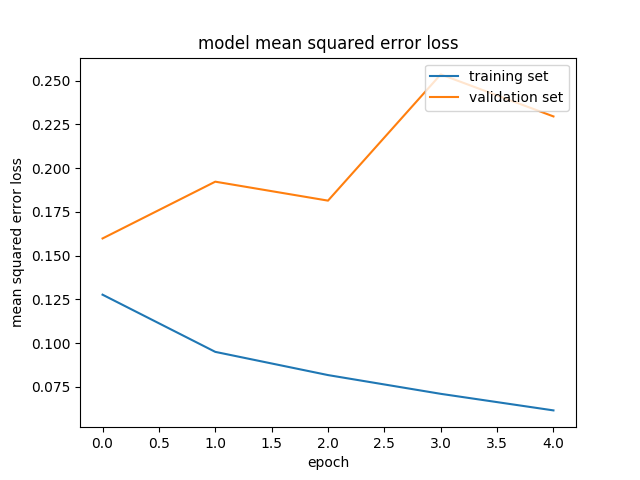 model mean squared error loss
training set
validation set
0.250
0.225
0.200
0.175
0.150
0.125
0.100
0.075
mean squared error loss
0.0 0.5 1.0 1.5 2.0 2.5 3.0 3.5 4.0
epoch